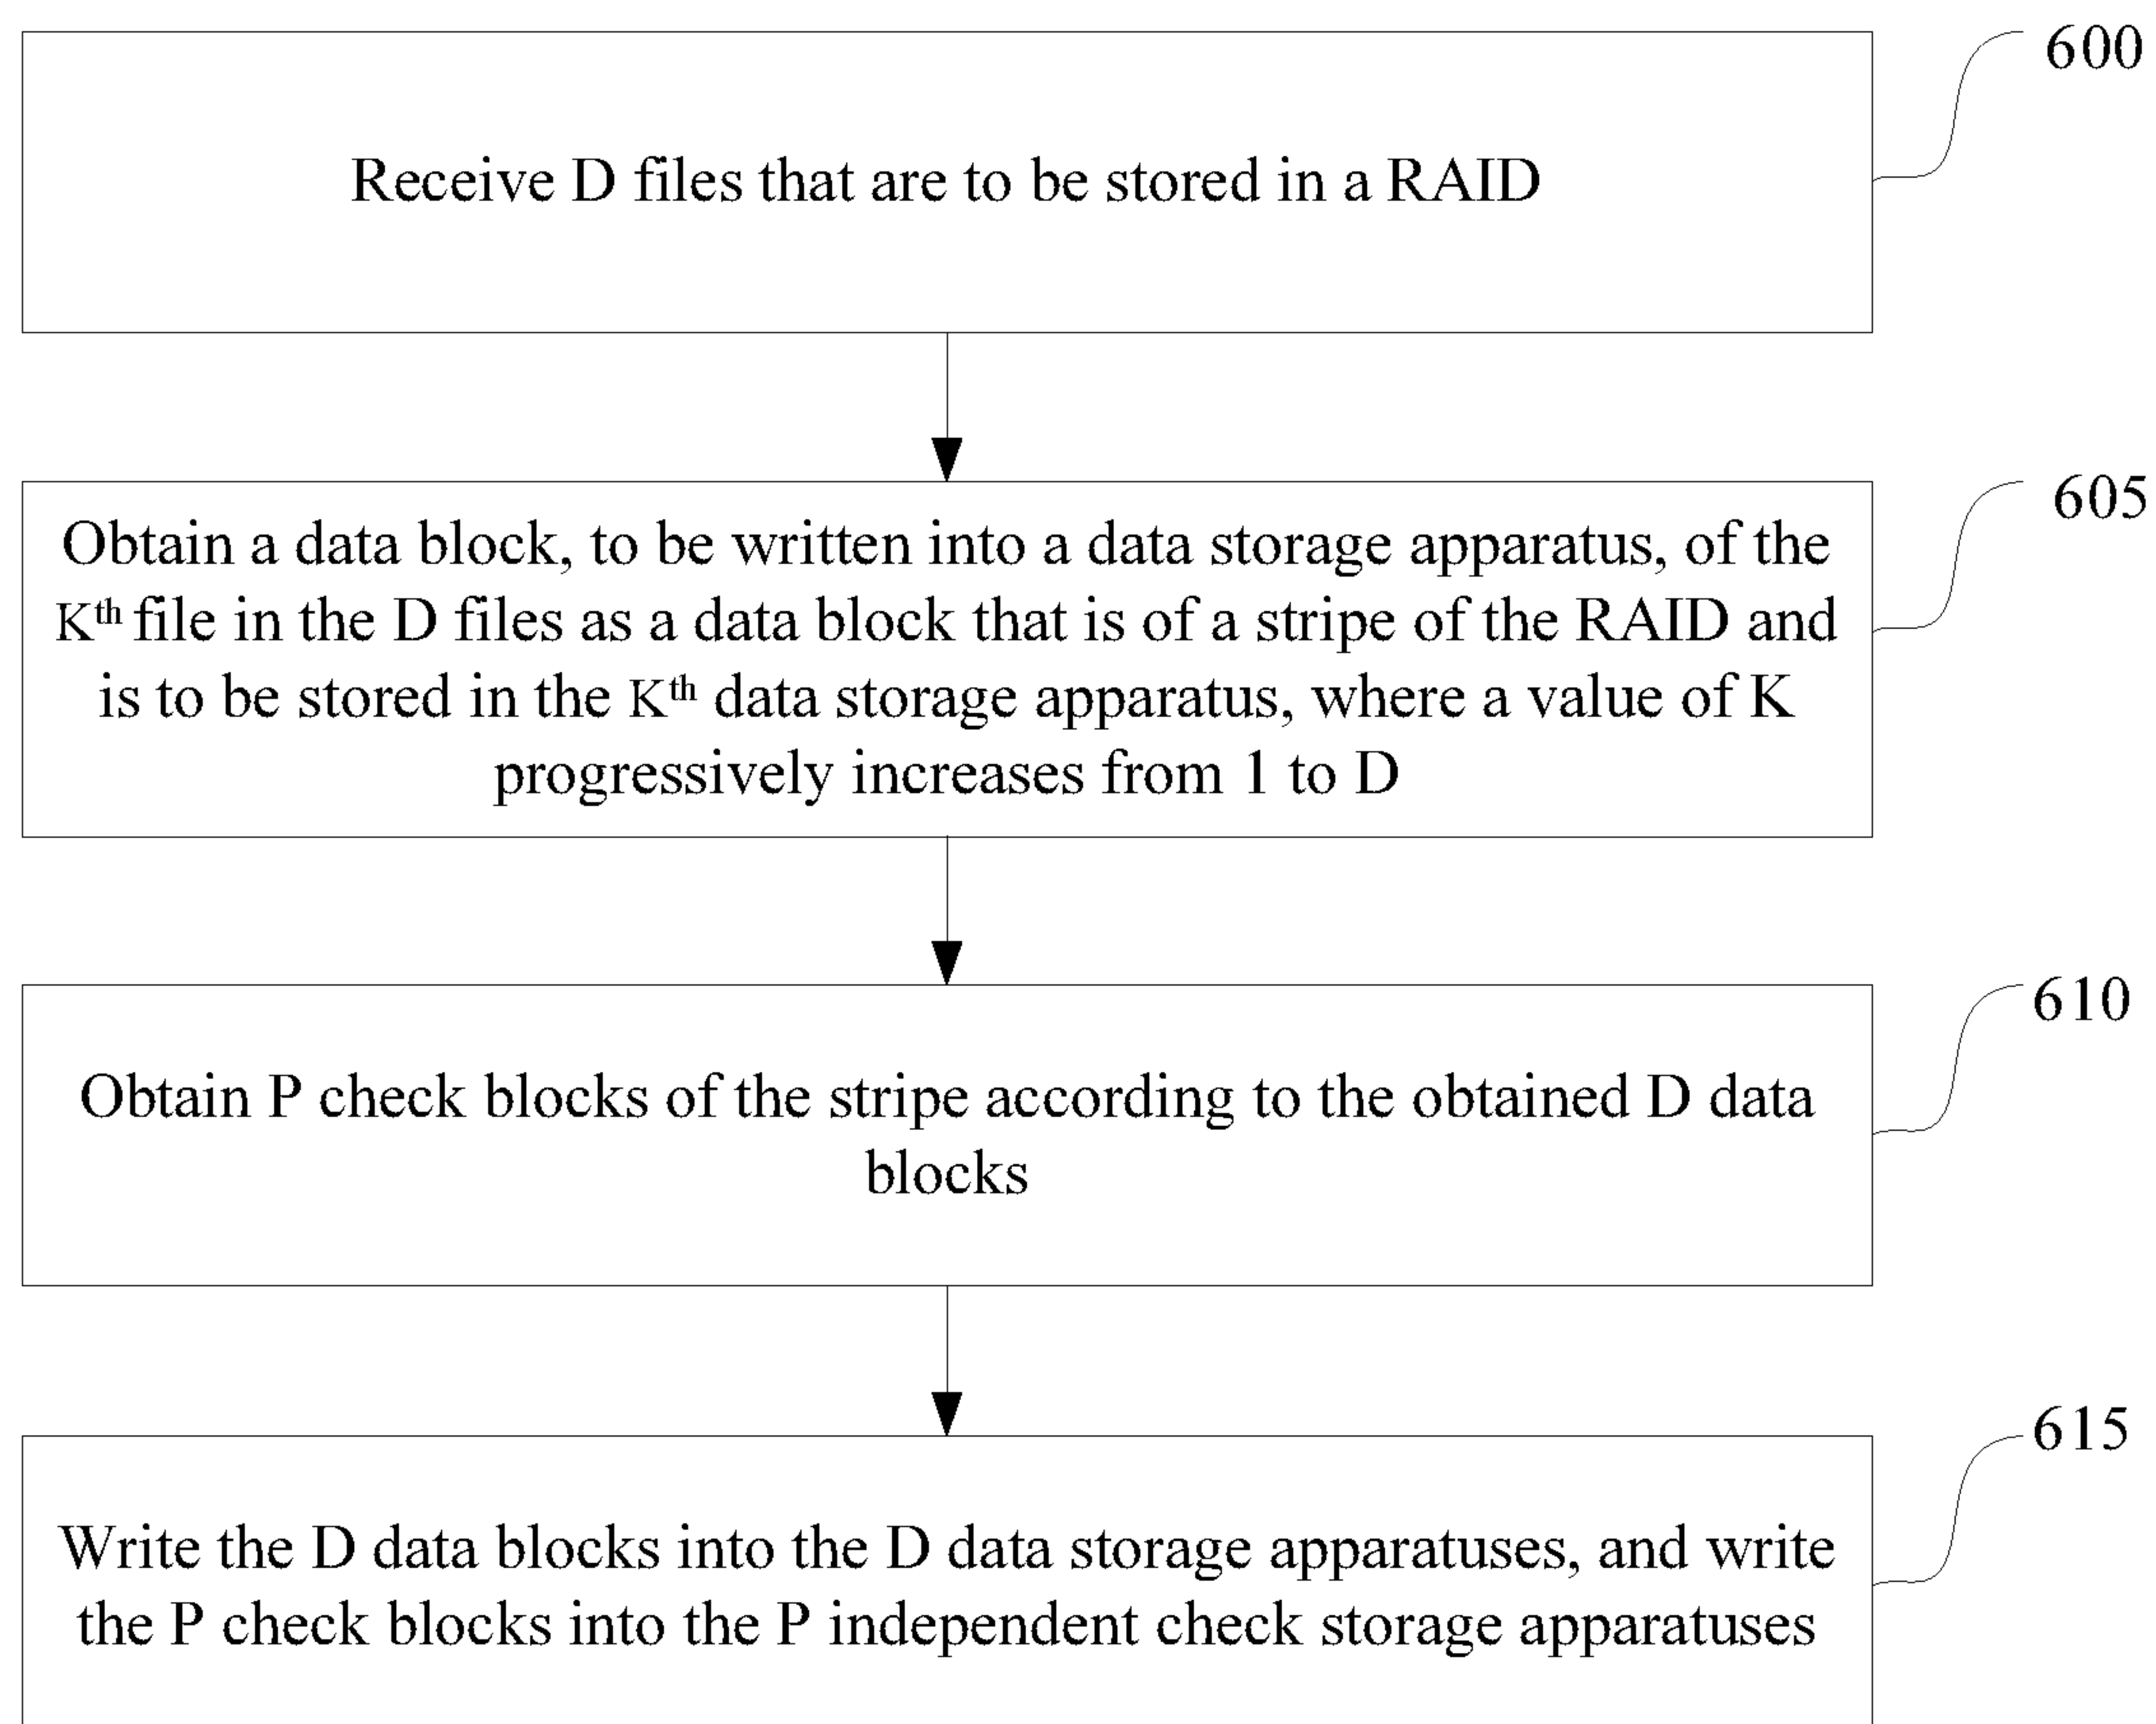 600
Receive D files that are to be stored in a RAID
605
Obtain a data block, to be written into a data storage apparatus, of the
Kth file in the D files as a data block that is of a stripe of the RAID and
is to be stored in the Kth data storage apparatus, where a value of K
progressively increases from 1 to D
610
Obtain P check blocks of the stripe according to the obtained D data
blocks
615
Write the D data blocks into the D data storage apparatuses, and write
the P check blocks into the P independent check storage apparatuses